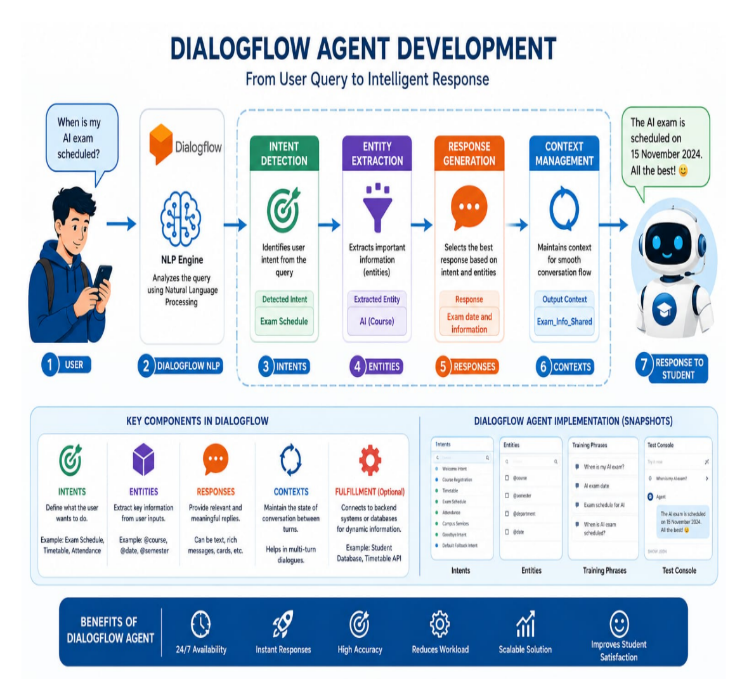 DIALOGFLOW AGENT DEVELOPMENT
From User Query to Intelligent Response
When is my
AI exam
scheduled?
1
USER
Dialogflow
NLP Engine
Analyzes the query
using Natural Language
Processing
2
DIALOGFLOW NLP
INTENT
DETECTION
Identifies user
intent from the
query
Detected Intent
Exam Schedule
3
INTENTS
ENTITY
EXTRACTION
Extracts important
information
(entities)
Extracted Entity
AI (Course)
4
ENTITIES
RESPONSE
GENERATION
Selects the best
response based on
intent and entities
Response
Exam date and
information
5
RESPONSES
CONTEXT
MANAGEMENT
Maintains context
for smooth
conversation flow
Output Context
Exam_Info_Shared
6
CONTEXTS
The AI exam is
scheduled on
15 November 2024.
All the best! 😊
7
RESPONSE TO
STUDENT
KEY COMPONENTS IN DIALOGFLOW
INTENTS
Define what the user
wants to do.
Example: Exam Schedule,
Timetable, Attendance
ENTITIES
Extract key information
from user inputs.
Example: @course,
@date, @semester
RESPONSES
Provide relevant and
meaningful replies.
Can be text, rich
messages, cards, etc.
CONTEXTS
Maintain the state of
conversation between
turns.
Helps in multi-turn
dialogues.
FULFILLMENT (Optional)
Connects to backend
systems or databases
for dynamic information.
Example: Student
Database, Timetable API
DIALOGFLOW AGENT IMPLEMENTATION (SNAPSHOTS)
Intents
Welcome Intent
Course Registration
Timetable
Exam Schedule
Attendance
Campus Services
Default Fallback Intent
Intents
Entities
@course
@semester
@department
@date
Entities
Training Phrases
When is my AI exam?
AI exam date
Exam schedule for AI
When is AI exam
scheduled?
Training Phrases
Test Console
Agent
The AI exam is scheduled
on 15 November 2024.
All the best! 😊
Test Console
BENEFITS OF
DIALOGFLOW AGENT
24/7 Availability
Instant Responses
High Accuracy
Reduces Workload
Scalable Solution
Improves Student
Satisfaction